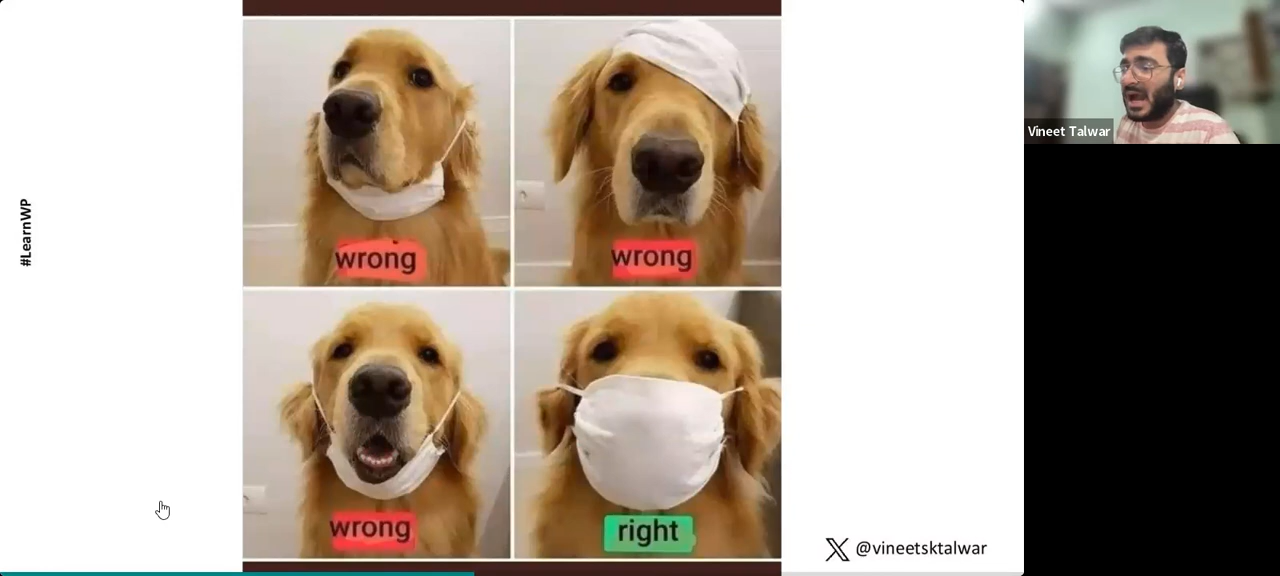 #LearnWP
wrong
wrong
wrong
right
@vineetsktalwar
Vineet Talwar